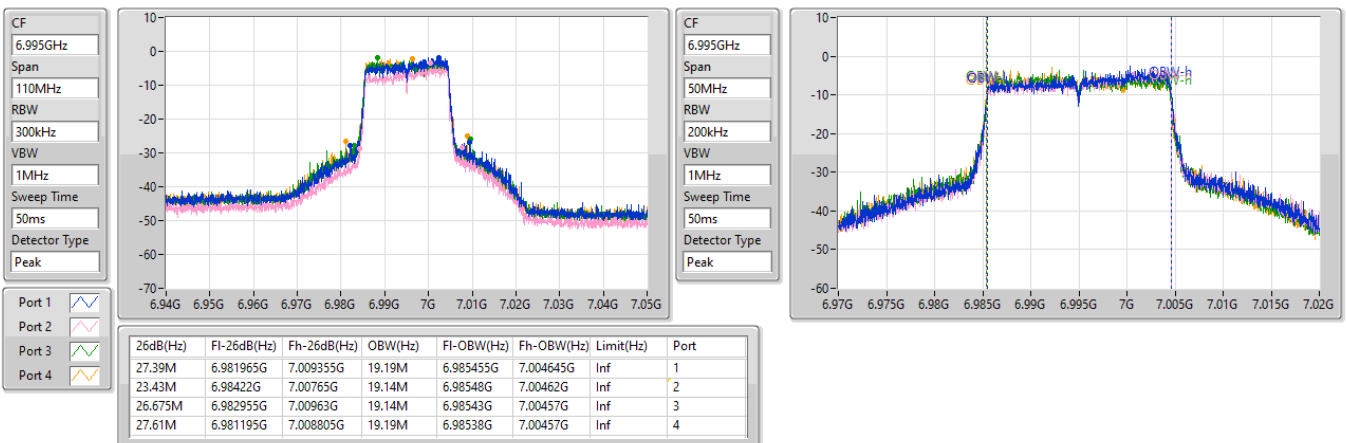 CF
6.995GHz
Span
110MHz
RBW
300kHz
VBW
1MHz
Sweep Time
50ms
Detector Type
Peak
10
0
-10
-20
-30
-40
-50
-60
-70
6.94G 6.95G 6.96G 6.97G 6.98G 6.99G 7G 7.01G 7.02G 7.03G 7.04G 7.05G
CF
6.995GHz
Span
50MHz
RBW
200kHz
VBW
1MHz
Sweep Time
50ms
Detector Type
Peak
10
0
-10
-20
-30
-40
-50
-60
OBW-h
6.97G 6.975G 6.98G 6.985G 6.99G 6.995G 7G 7.005G 7.01G 7.015G 7.02G
Port 1
Port 2
Port 3
Port 4
26dB(Hz) Fl-26dB(Hz) Fh-26dB(Hz) OBW(Hz) Fl-OBW(Hz) Fh-OBW(Hz) Limit(Hz) Port
27.39M 6.981965G 7.009355G 19.19M 6.985455G 7.004645G Inf 1
23.43M 6.98422G 7.00765G 19.14M 6.98548G 7.00462G Inf 2
26.675M 6.982955G 7.00963G 19.14M 6.98543G 7.00457G Inf 3
27.61M 6.981195G 7.008805G 19.19M 6.98538G 7.00457G Inf 4